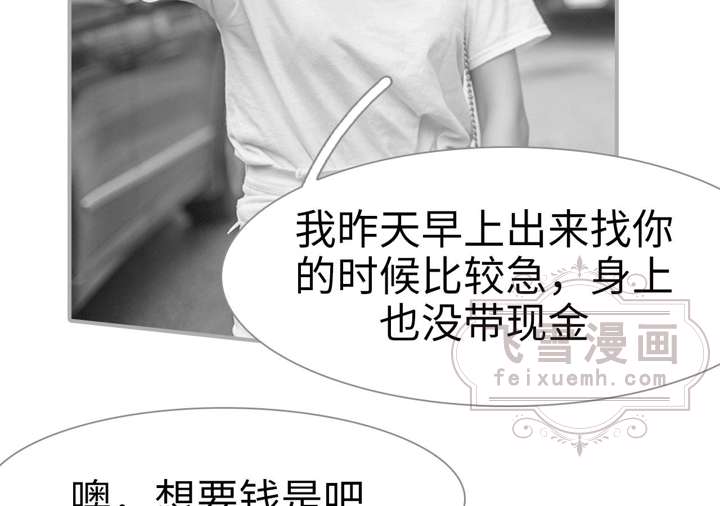 我昨天早上出来找你
的时候比较急，身上
也没带现金
飞雪漫画
feixuemh.com
噢，想要钱是吧